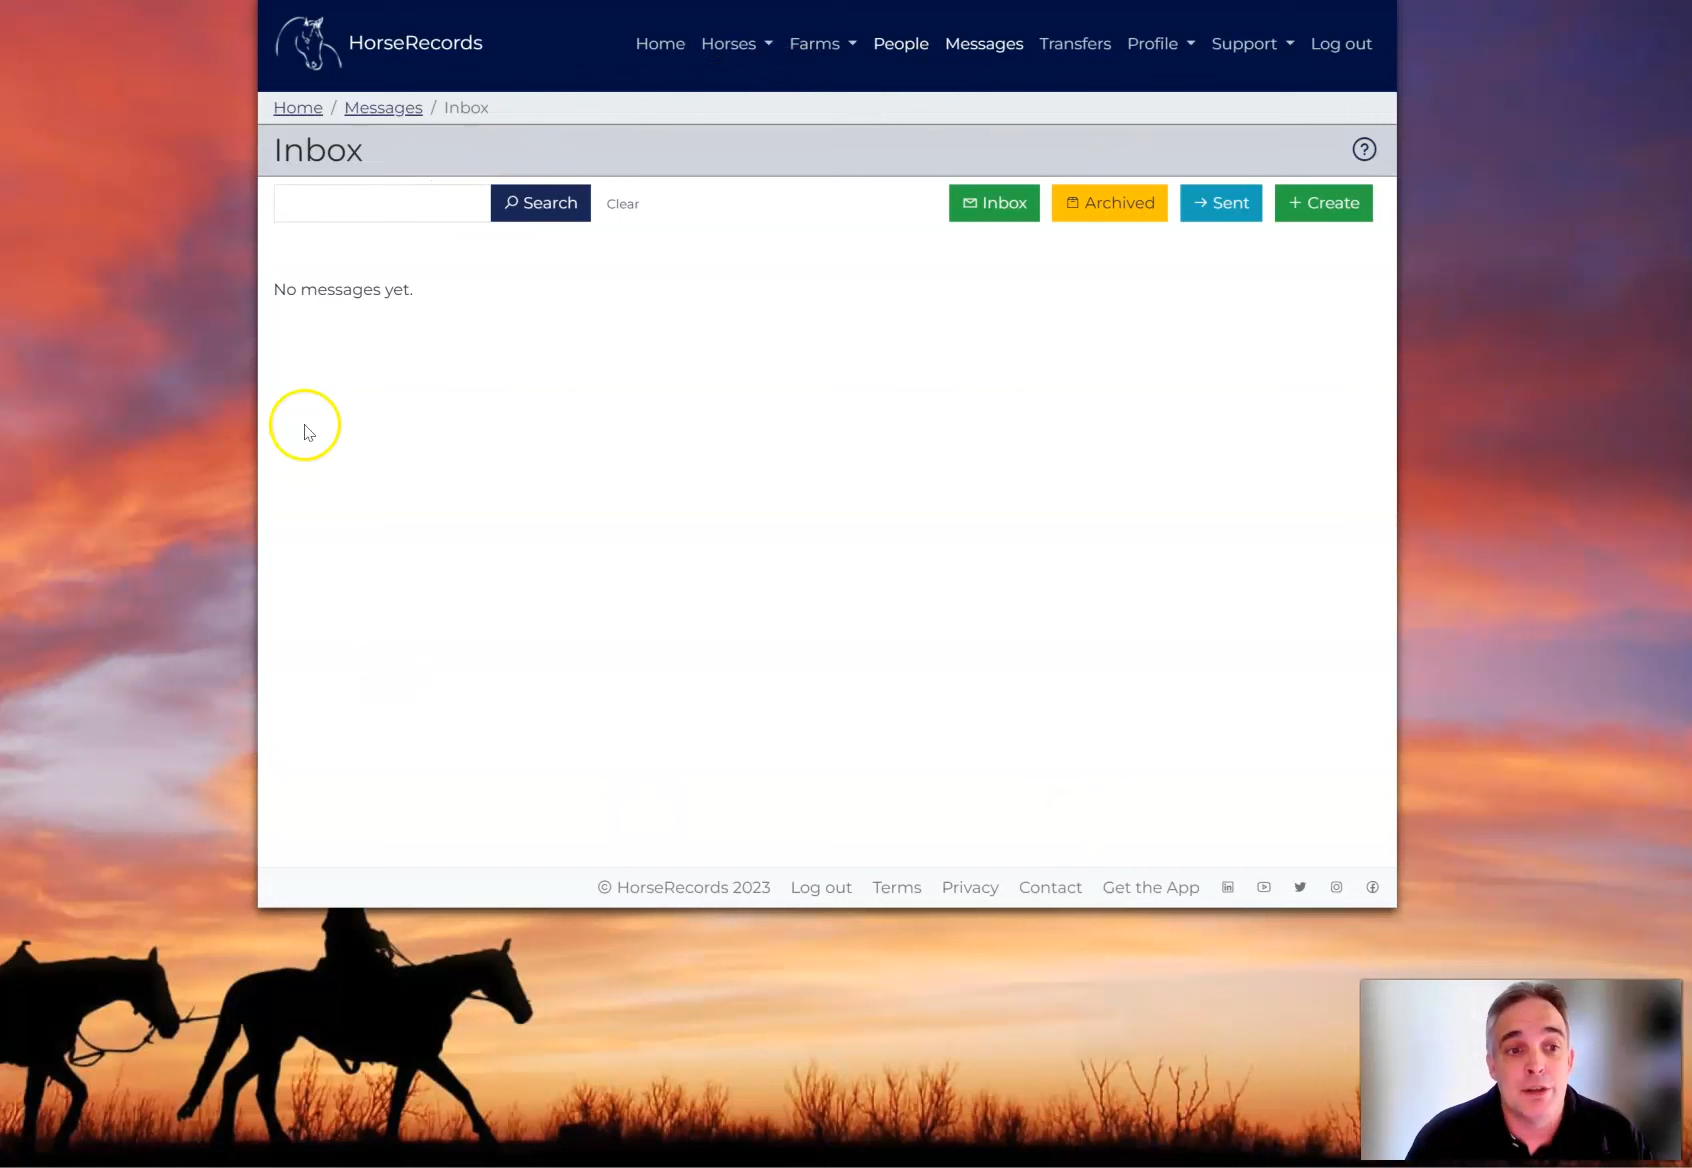 HorseRecords
Home Horses Farms People Messages Transfers Profile Support Log out
Home / Messages / Inbox
Inbox
?
Search Clear Inbox Archived Sent + Create
No messages yet.
© HorseRecords 2023 Log out Terms Privacy Contact Get the App